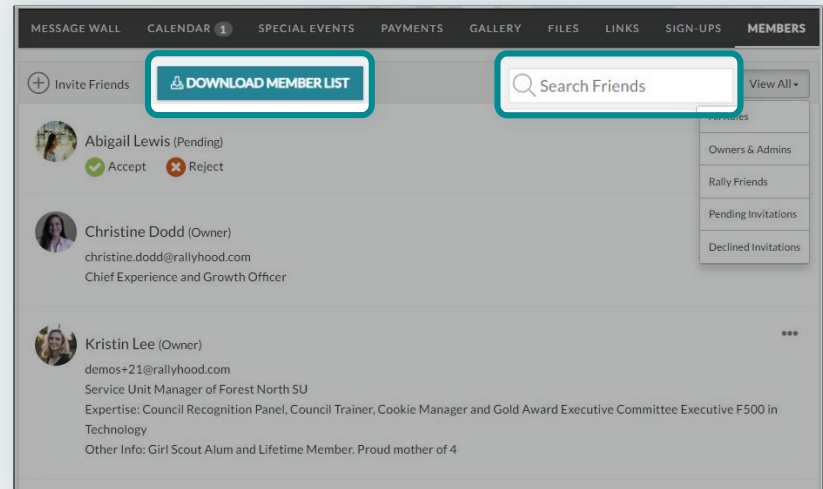 MESSAGE WALL CALENDAR 1 SPECIAL EVENTS PAYMENTS GALLERY FILES LINKS SIGN-UPS MEMBERS
Invite Friends DOWNLOAD MEMBER LIST Search Friends View All
All Roles
Abigail Lewis (Pending)
Accept Reject
Owners & Admins
Rally Friends
Pending Invitations
Declined Invitations
Christine Dodd (Owner)
christine.dodd@rallyhood.com
Chief Experience and Growth Officer
Kristin Lee (Owner)
demos+21@rallyhood.com
Service Unit Manager of Forest North SU
Expertise: Council Recognition Panel, Council Trainer, Cookie Manager and Gold Award Executive Committee Executive F500 in
Technology
Other Info: Girl Scout Alum and Lifetime Member. Proud mother of 4